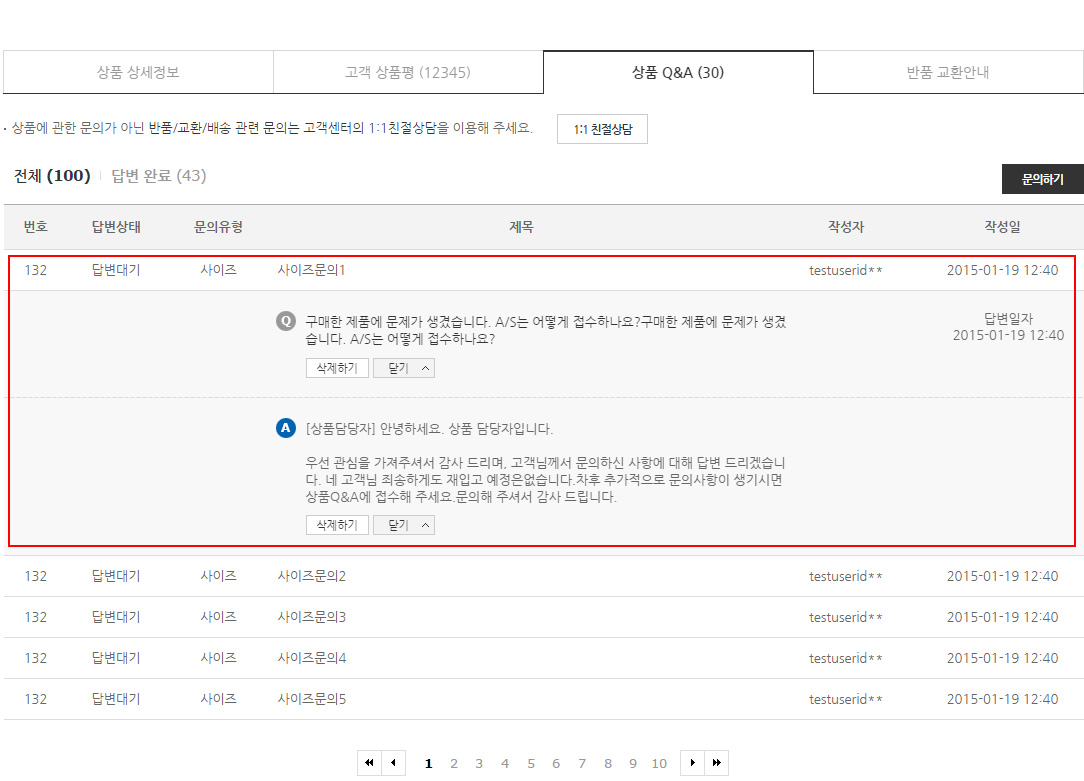 상품 상세정보 고객 상품평 (12345) 상품 Q&A (30) 반품 교환안내
· 상품에 관한 문의가 아닌 반품/교환/배송 관련 문의는 고객센터의 1:1친절상담을 이용해 주세요. 1:1 친절상담
전체 (100) 답변 완료 (43)
문의하기
번호 답변상태 문의유형 제목 작성자 작성일
132 답변대기 사이즈 사이즈문의1 testuserid** 2015-01-19 12:40
Q 구매한 제품에 문제가 생겼습니다. A/S는 어떻게 접수하나요?구매한 제품에 문제가 생겼
습니다. A/S는 어떻게 접수하나요?
답변일자
2015-01-19 12:40
삭제하기 닫기
A [상품담당자] 안녕하세요. 상품 담당자입니다.
우선 관심을 가져주셔서 감사 드리며, 고객님께서 문의하신 사항에 대해 답변 드리겠습니
다. 네 고객님 죄송하게도 재입고 예정은없습니다.차후 추가적으로 문의사항이 생기시면
상품Q&A에 접수해 주세요.문의해 주셔서 감사 드립니다.
삭제하기 닫기
132 답변대기 사이즈 사이즈문의2 testuserid** 2015-01-19 12:40
132 답변대기 사이즈 사이즈문의3 testuserid** 2015-01-19 12:40
132 답변대기 사이즈 사이즈문의4 testuserid** 2015-01-19 12:40
132 답변대기 사이즈 사이즈문의5 testuserid** 2015-01-19 12:40
1 2 3 4 5 6 7 8 9 10